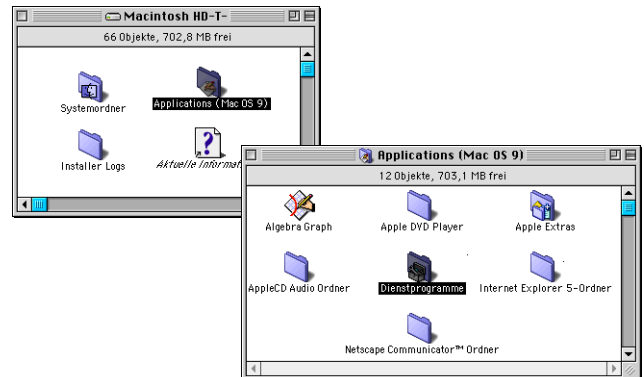 Macintosh HD-T-
66 Objekte, 702,8 MB frei
Systemordner
Applications (Mac OS 9)
Installer Logs
Aktuelle Informat
Applications (Mac OS 9)
12 Objekte, 703,1 MB frei
Algebra Graph
Apple DVD Player
Apple Extras
AppleCD Audio Ordner
Dienstprogramme
Internet Explorer 5-Ordner
Netscape Communicator™ Ordner